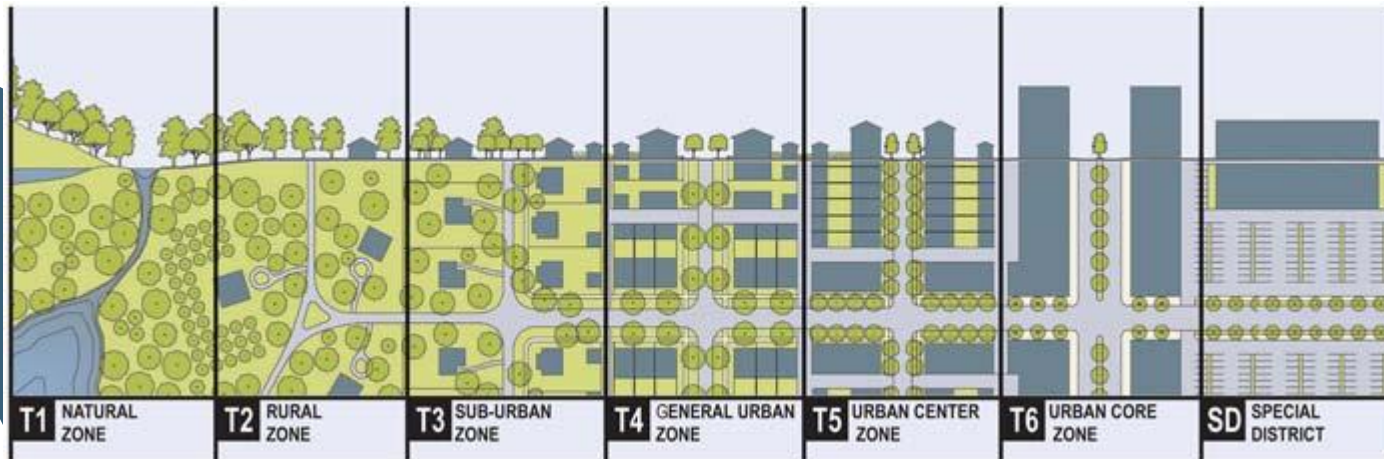 T1 NATURAL
ZONE
T2 RURAL
ZONE
T3 SUB-URBAN
ZONE
T4 GENERAL URBAN
ZONE
T5 URBAN CENTER
ZONE
T6 URBAN CORE
ZONE
SD SPECIAL
DISTRICT